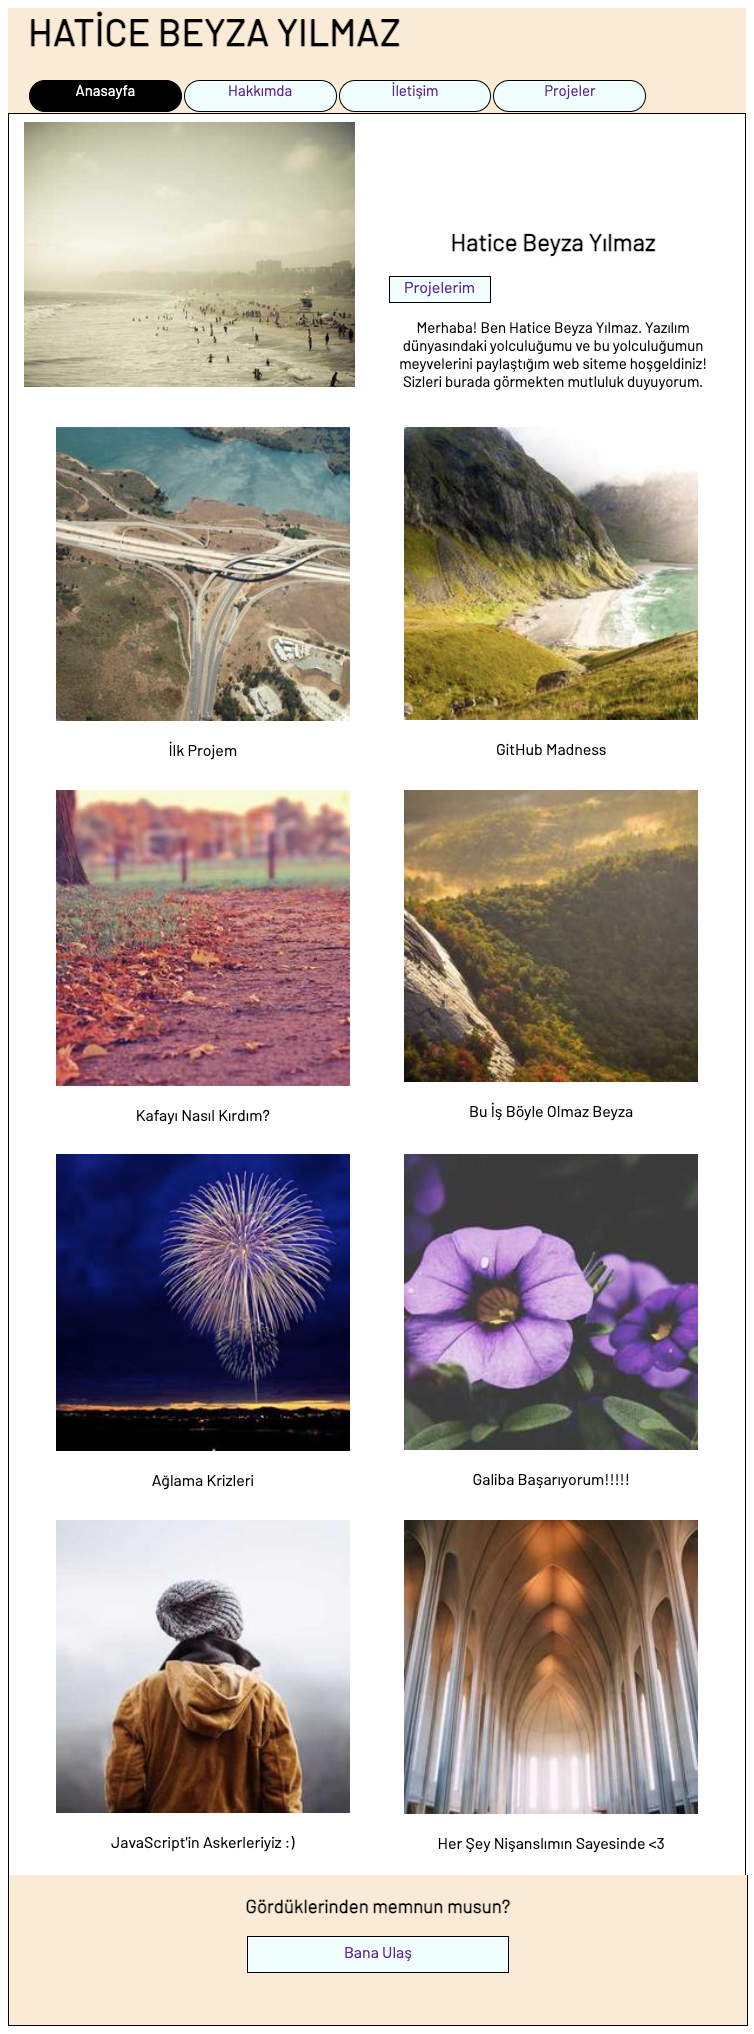 HATİCE BEYZA YILMAZ
Anasayfa
Hakkımda
İletişim
Projeler
Hatice Beyza Yılmaz
Projelerim
Merhaba! Ben Hatice Beyza Yılmaz. Yazılım
dünyasındaki yolculuğumu ve bu yolculuğumun
meyvelerini paylaştığım web siteme hoşgeldiniz!
Sizleri burada görmekten mutluluk duyuyorum.
İlk Projem
GitHub Madness
Kafayı Nasıl Kırdım?
Bu İş Böyle Olmaz Beyza
Ağlama Krizleri
Galiba Başarıyorum!!!!!
JavaScript'in Askerleriyiz :)
Her Şey Nişanslımın Sayesinde <3
Gördüklerinden memnun musun?
Bana Ulaş